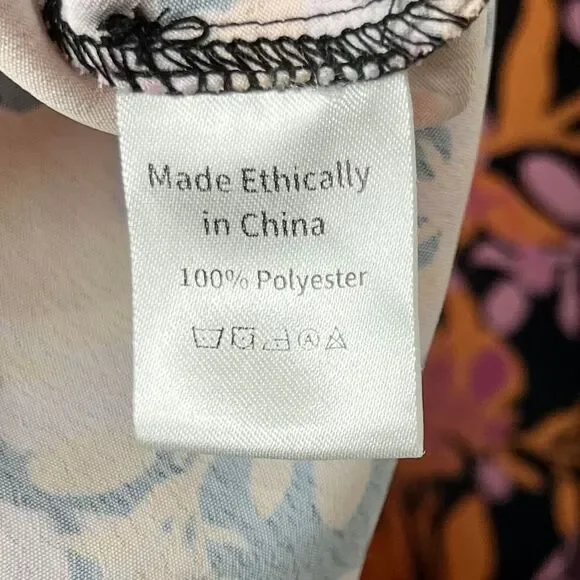 Made Ethically
in China
100% Polyester